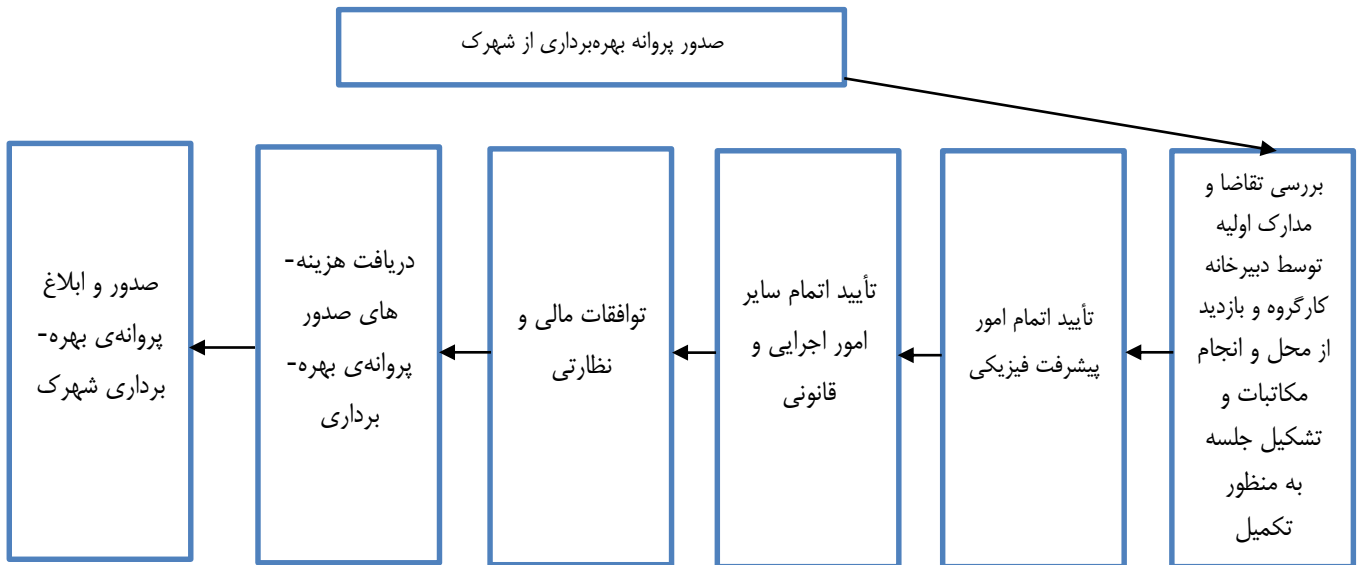 صدور پروانه بهره‌برداری از شهرک
بررسی تقاضا و
مدارک اولیه
توسط دبیرخانه
کارگروه و بازدید
از محل و انجام
مکاتبات و
تشکیل جلسه
به منظور
تکمیل
تأیید اتمام امور
پیشرفت فیزیکی
تأیید اتمام سایر
امور اجرایی و
قانونی
توافقات مالی و
نظارتی
دریافت هزینه-
های صدور
پروانه‌ی بهره-
برداری
صدور و ابلاغ
پروانه‌ی بهره-
برداری شهرک